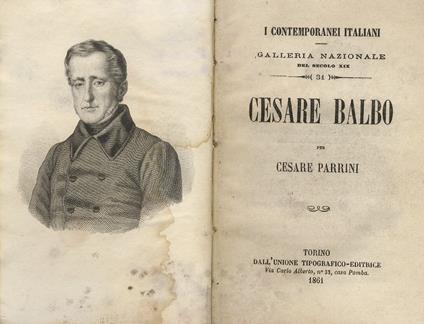 I CONTEMPORANEI ITALIANI
GALLERIA NAZIONALE
DEL SECOLO XIX
31
CESARE BALBO
PER
CESARE PARRINI
TORINO
DALL'UNIONE TIPOGRAFICO-EDITRICE
Via Carlo Alberto, n° 33, casa Pomba.
1861